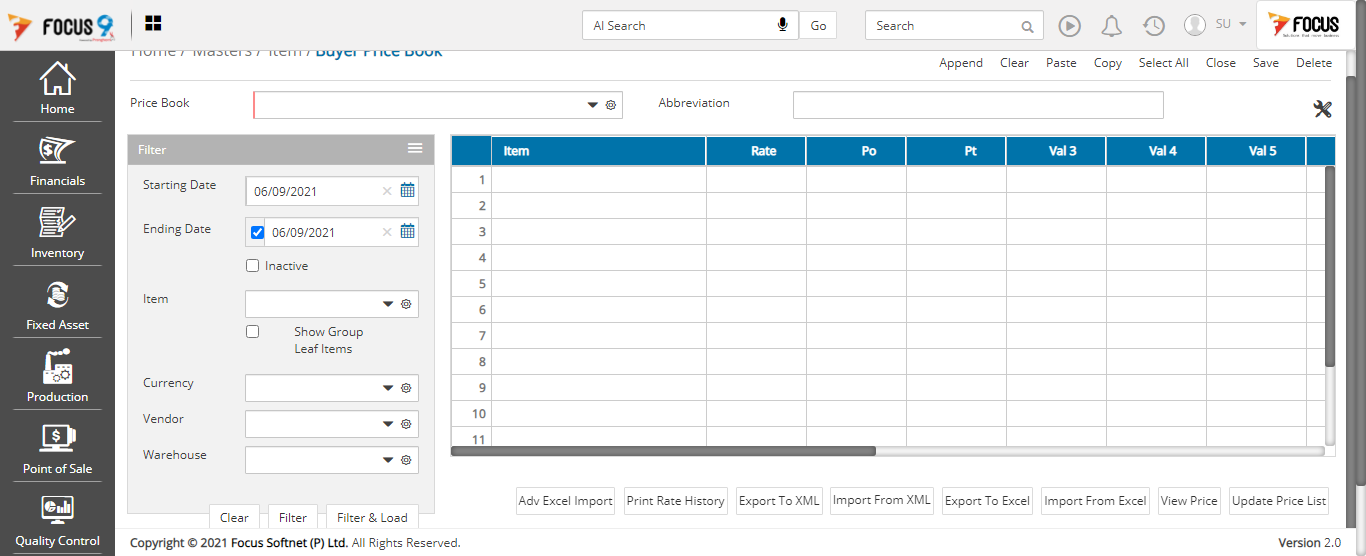 FOCUS 9
AI Search
Go
Search
SU
FOCUS
Home / Masters / Item / Buyer Price Book
Append Clear Paste Copy Select All Close Save Delete
Price Book
Abbreviation
Home
Financials
Inventory
Fixed Asset
Production
Point of Sale
Quality Control
Filter
Starting Date 06/09/2021
Ending Date 06/09/2021
Inactive
Item
Show Group
Leaf Items
Currency
Vendor
Warehouse
Clear Filter Filter & Load
Item Rate Po Pt Val 3 Val 4 Val 5
1
2
3
4
5
6
7
8
9
10
11
Adv Excel Import Print Rate History Export To XML Import From XML Export To Excel Import From Excel View Price Update Price List
Copyright © 2021 Focus Softnet (P) Ltd. All Rights Reserved.
Version 2.0